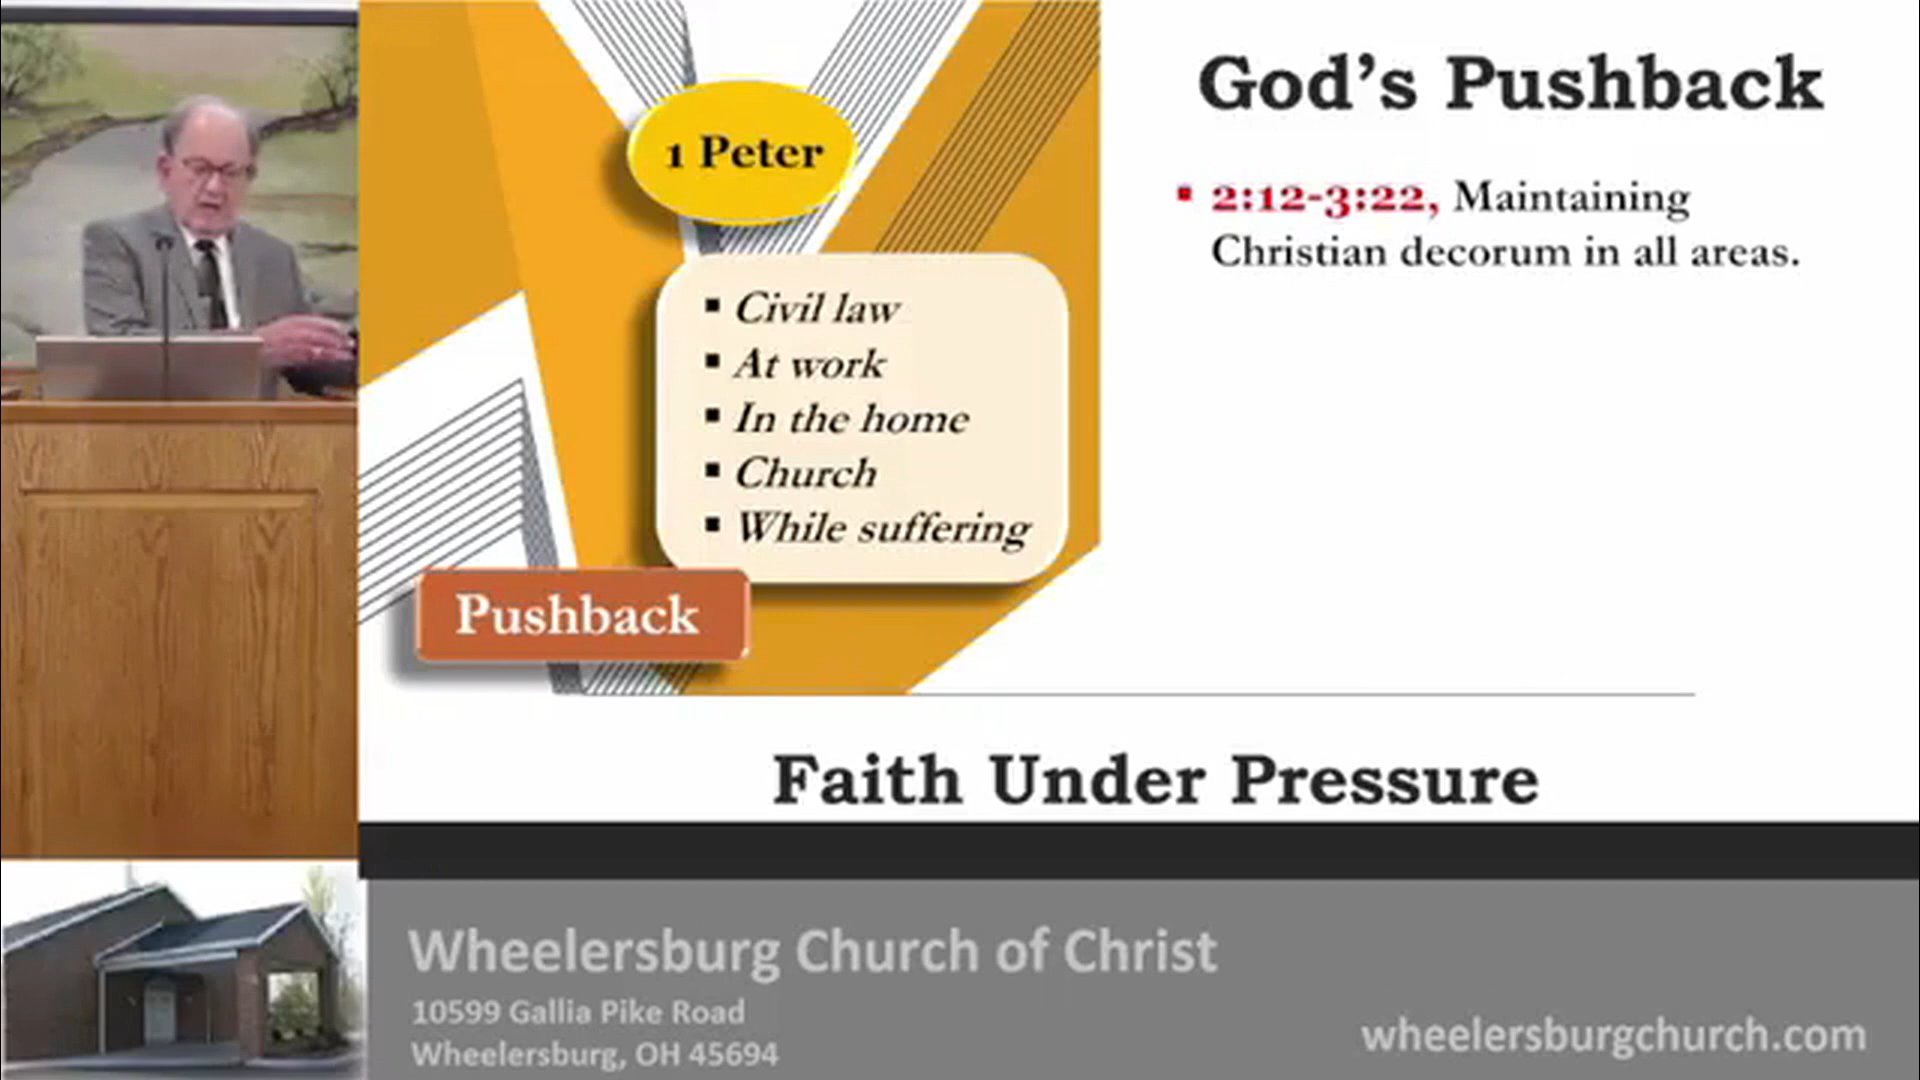 God's Pushback
1 Peter
▪ 2:12-3:22, Maintaining
Christian decorum in all areas.
▪ Civil law
▪ At work
▪ In the home
▪ Church
▪ While suffering
Pushback
Faith Under Pressure
Wheelersburg Church of Christ
10599 Gallia Pike Road
Wheelersburg, OH 45694
wheelersburgchurch.com